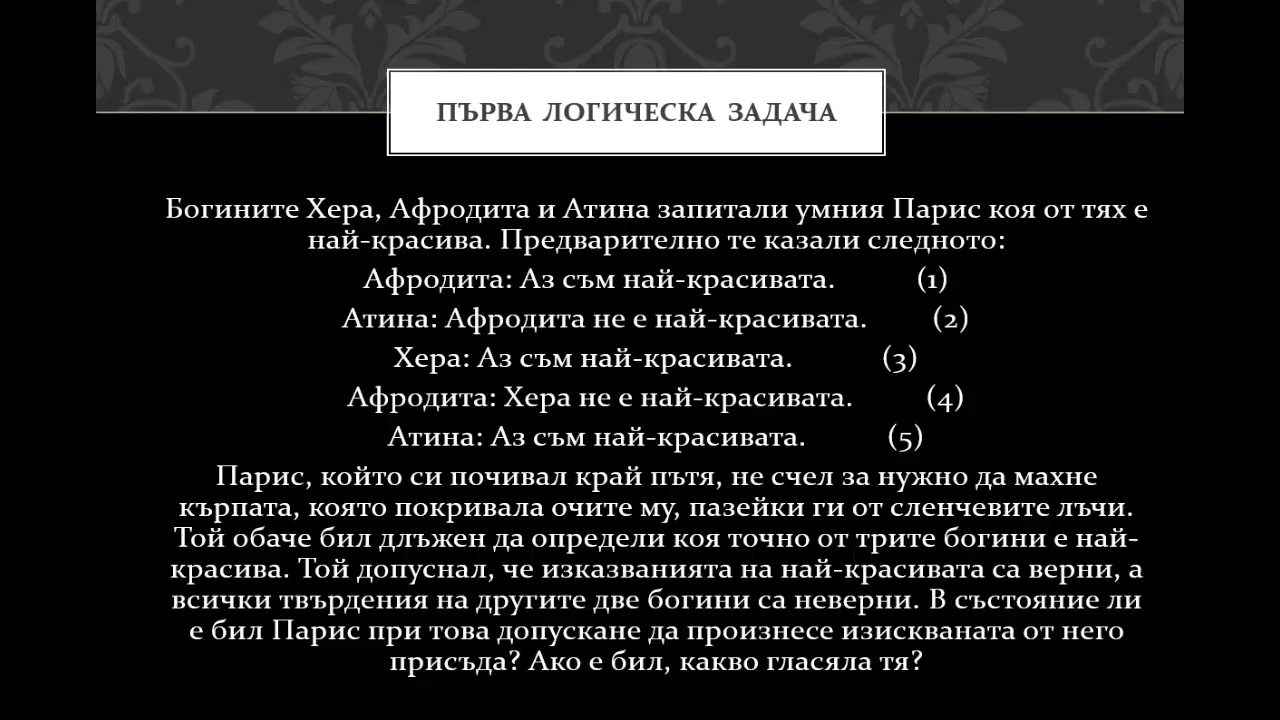 ПЪРВА ЛОГИЧЕСКА ЗАДАЧА
Богините Хера, Афродита и Атина запитали умния Парис коя от тях е
най-красива. Предварително те казали следното:
Афродита: Аз съм най-красивата. (1)
Атина: Афродита не е най-красивата. (2)
Хера: Аз съм най-красивата. (3)
Афродита: Хера не е най-красивата. (4)
Атина: Аз съм най-красивата. (5)
Парис, който си почивал край пътя, не счел за нужно да махне
кърпата, която покривала очите му, пазейки ги от сленчевите лъчи.
Той обаче бил длъжен да определи коя точно от трите богини е най-
красива. Той допуснал, че изказванията на най-красивата са верни, а
всички твърдения на другите две богини са неверни. В състояние ли
е бил Парис при това допускане да произнесе изискваната от него
присъда? Ако е бил, какво гласяла тя?